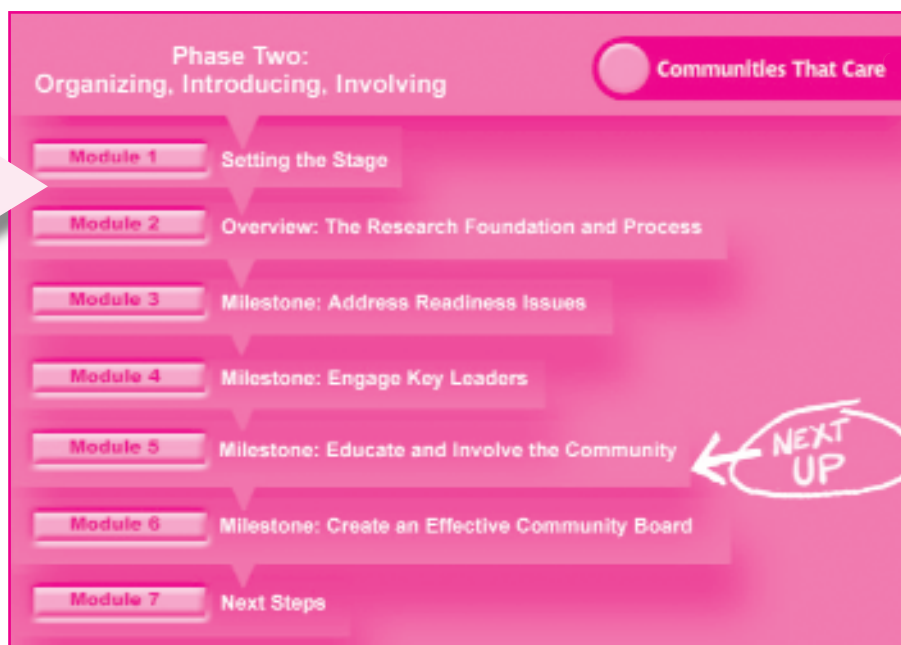 Phase Two:
Organizing, Introducing, Involving
Communities That Care
Module 1 Setting the Stage
Module 2 Overview: The Research Foundation and Process
Module 3 Milestone: Address Readiness Issues
Module 4 Milestone: Engage Key Leaders
Module 5 Milestone: Educate and Involve the Community
NEXT
UP
Module 6 Milestone: Create an Effective Community Board
Module 7 Next Steps